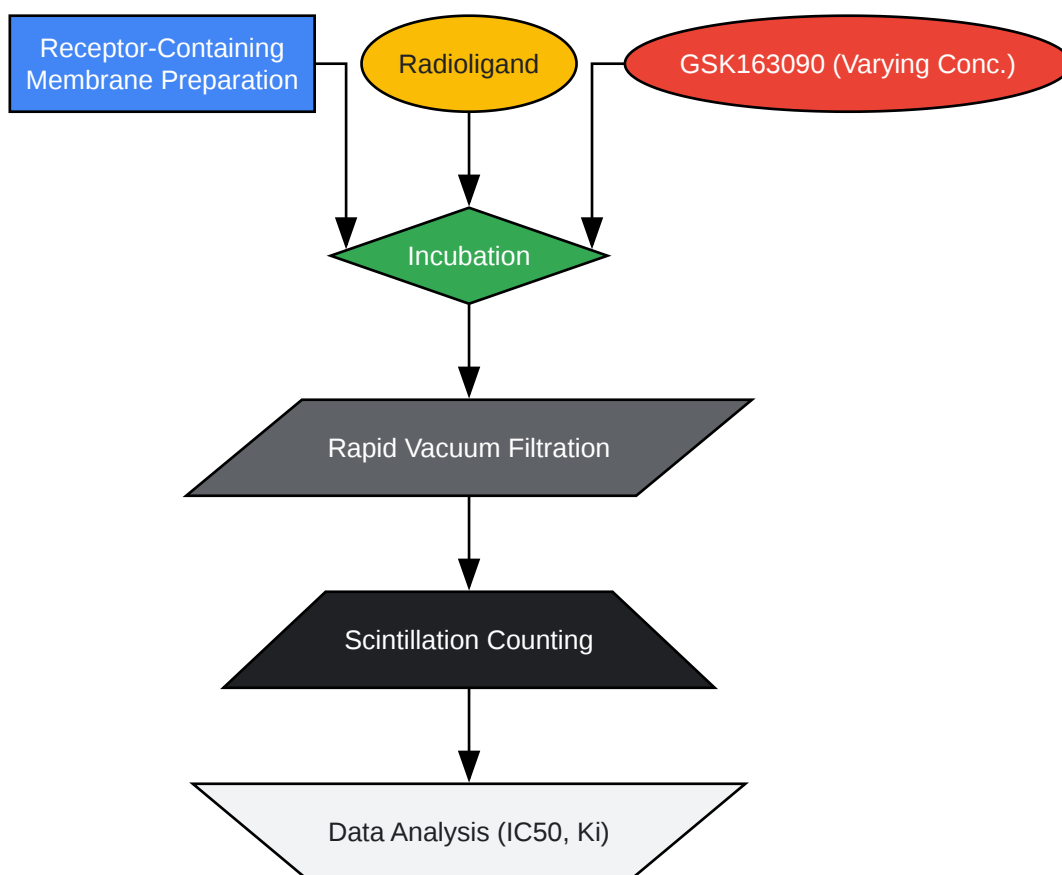 Receptor-Containing
Membrane Preparation
Radioligand
GSK163090 (Varying Conc.)
Incubation
Rapid Vacuum Filtration
Scintillation Counting
Data Analysis (IC50, Ki)